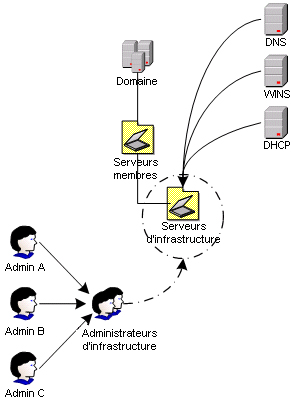 DNS
WINS
Domaine
DHCP
Serveurs
membres
Serveurs
d'infrastructure
Admin A
Admin B
Administrateurs
d'infrastructure
Admin C